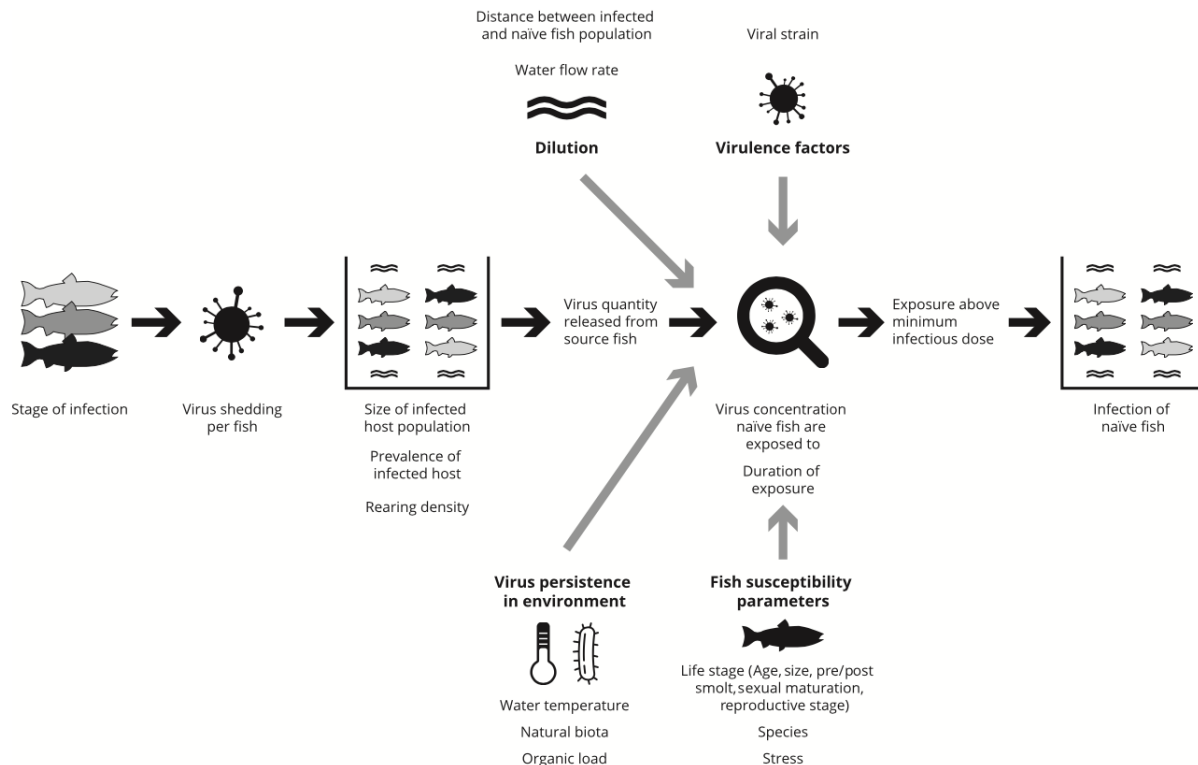 Distance between infected
and naïve fish population
Water flow rate
Dilution
Viral strain
Virulence factors
Stage of infection
Virus shedding
per fish
Size of infected
host population
Prevalence of
infected host
Rearing density
Virus quantity
released from
source fish
Virus concentration
naïve fish are
exposed to
Duration of
exposure
Exposure above
minimum
infectious dose
Infection of
naïve fish
Virus persistence
in environment
Water temperature
Natural biota
Organic load
Fish susceptibility
parameters
Life stage (Age, size, pre/post
smolt, sexual maturation,
reproductive stage)
Species
Stress